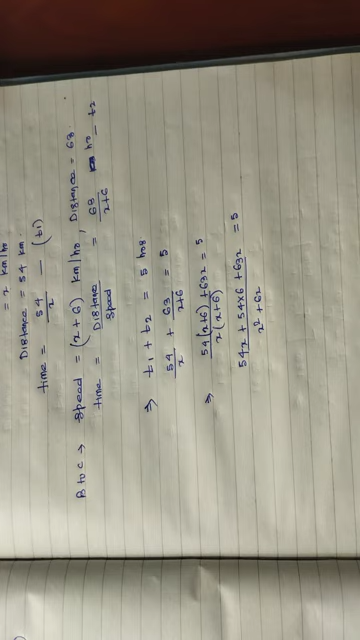 = x km/hr
Distance = 54 km.
time = 54/x — (t1)
B to C → Speed = (x + 6) km/hr, Distance = 63.
time = Distance/Speed = 63/x+6 hr — t2
⇒ t1 + t2 = 5 hrs
54/x + 63/x+6 = 5
⇒ 54(x+6) + 63x / x(x+6) = 5
54x + 54×6 + 63x / x² + 6x = 5